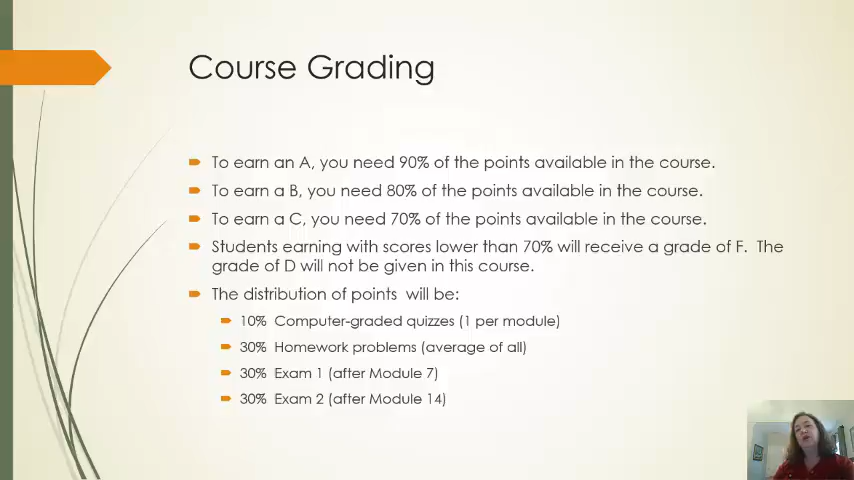 Course Grading
To earn an A, you need 90% of the points available in the course.
To earn a B, you need 80% of the points available in the course.
To earn a C, you need 70% of the points available in the course.
Students earning with scores lower than 70% will receive a grade of F.  The
grade of D will not be given in this course.
The distribution of points  will be:
10%  Computer-graded quizzes (1 per module)
30%  Homework problems (average of all)
30%  Exam 1 (after Module 7)
30%  Exam 2 (after Module 14)